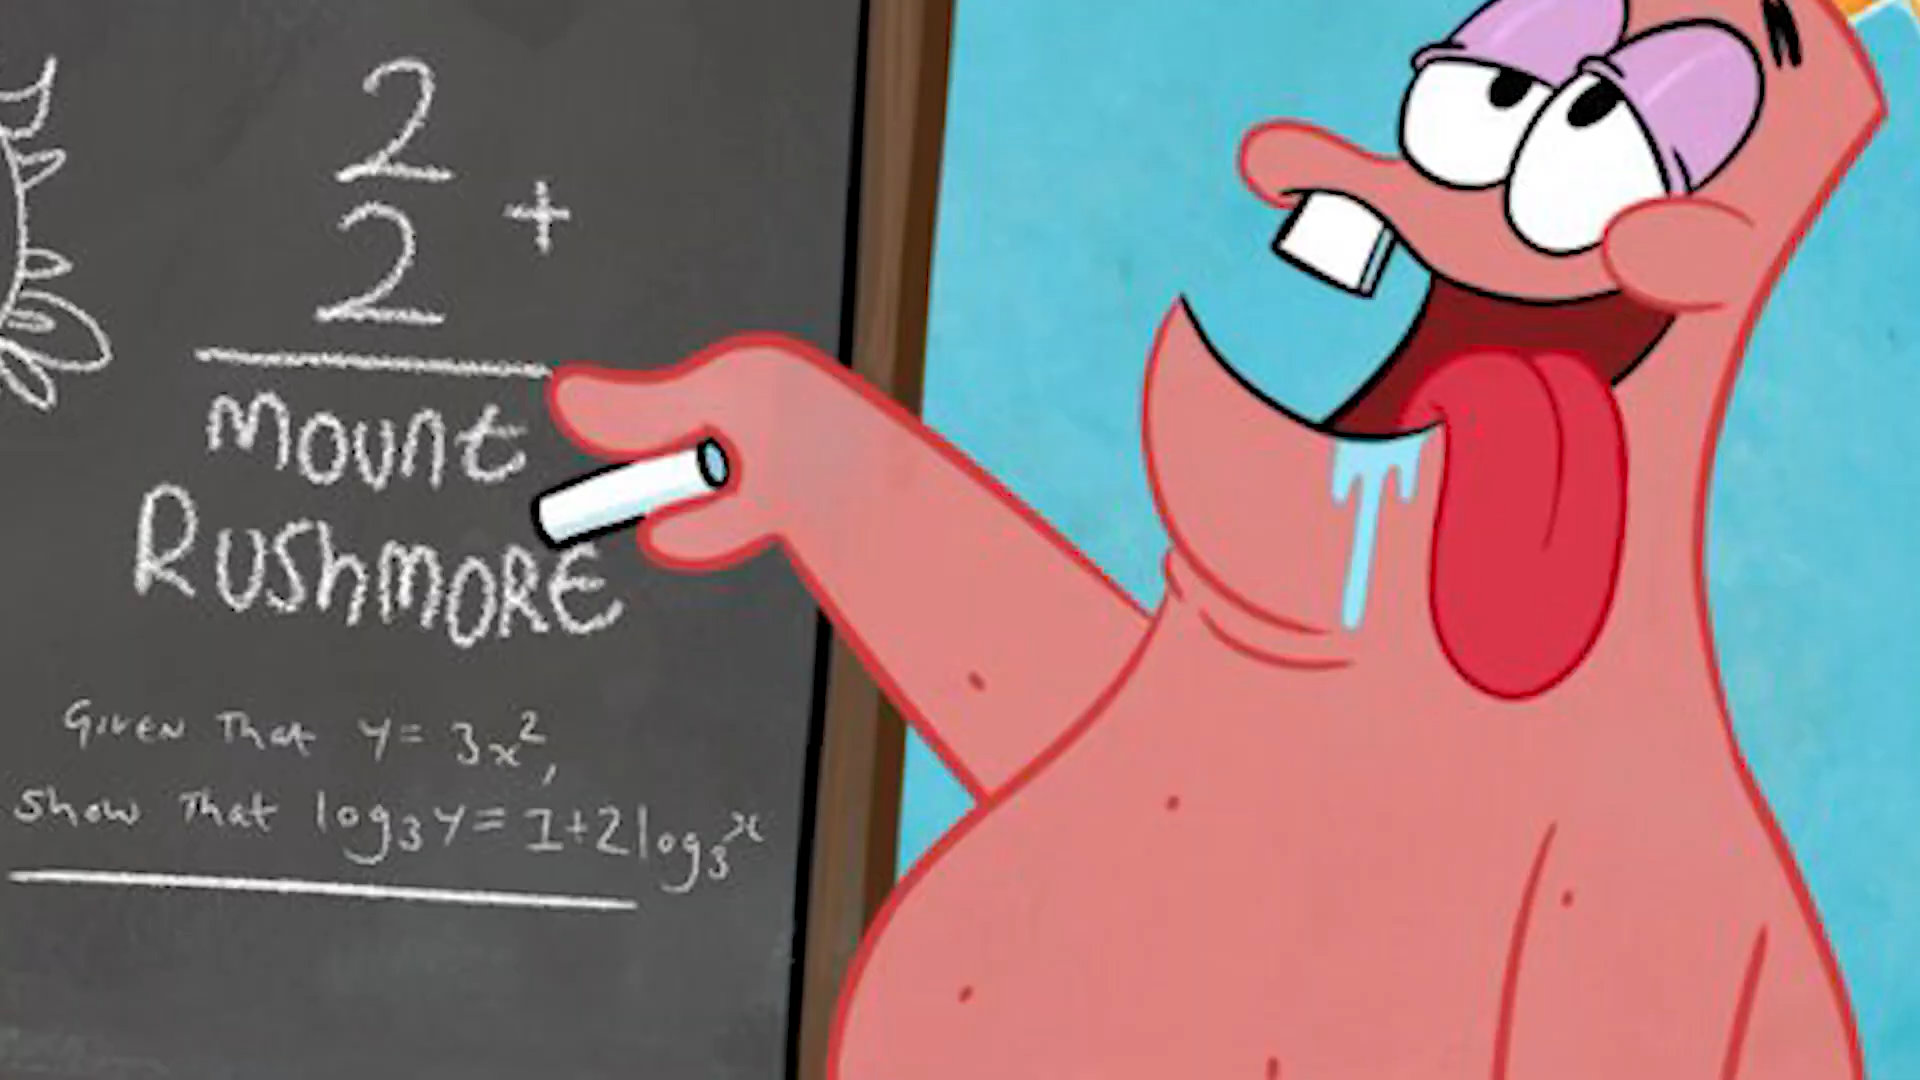 2
2 +
Mount
RushmoRE
Given That y = 3x²,
Show That log₃y = 1+2log₃x